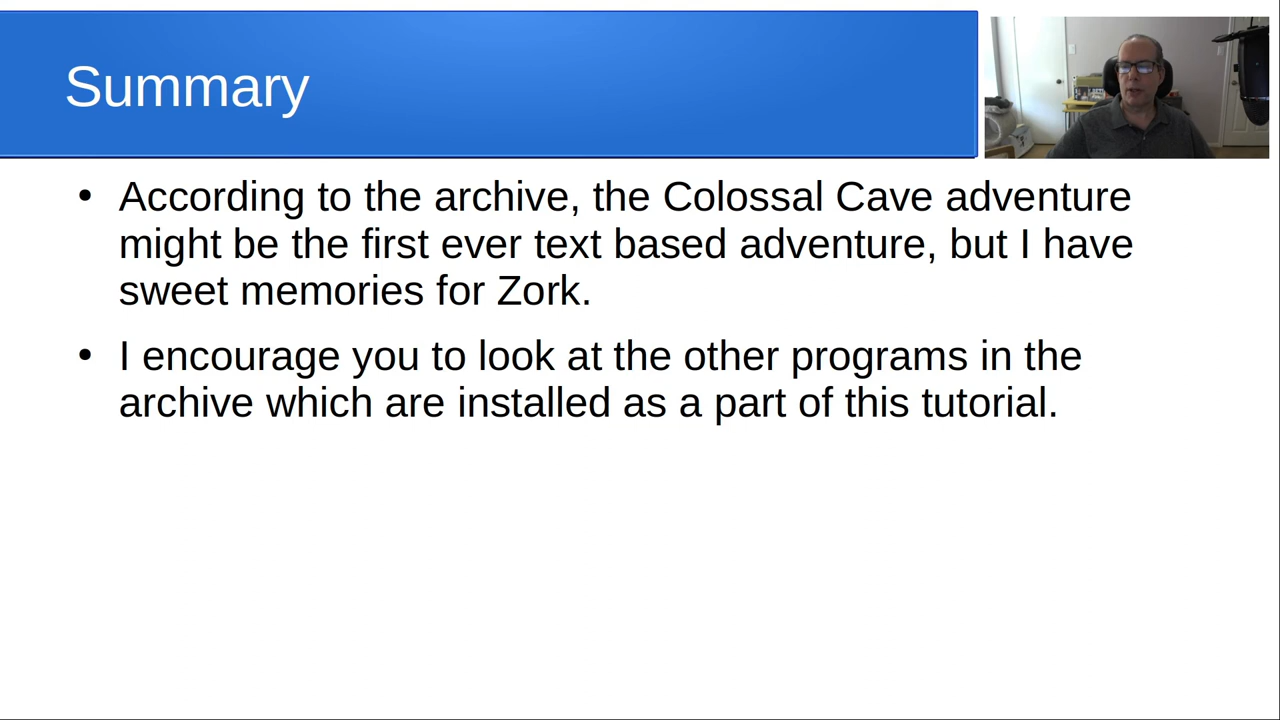 Summary
• According to the archive, the Colossal Cave adventure
might be the first ever text based adventure, but I have
sweet memories for Zork.
• I encourage you to look at the other programs in the
archive which are installed as a part of this tutorial.